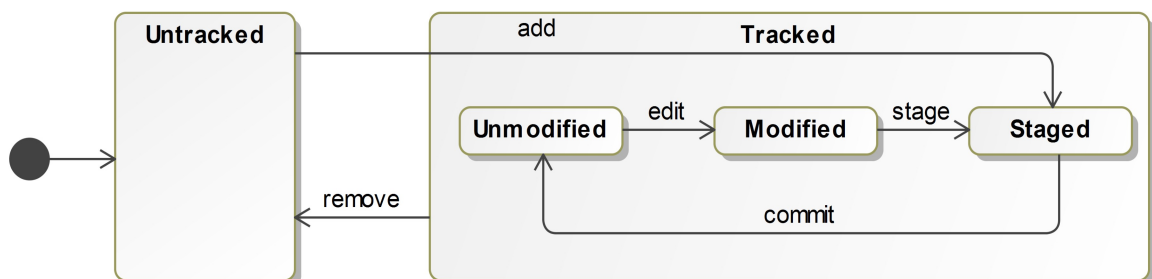 add
Untracked
Tracked
edit
stage
Unmodified
Modified
Staged
remove
commit